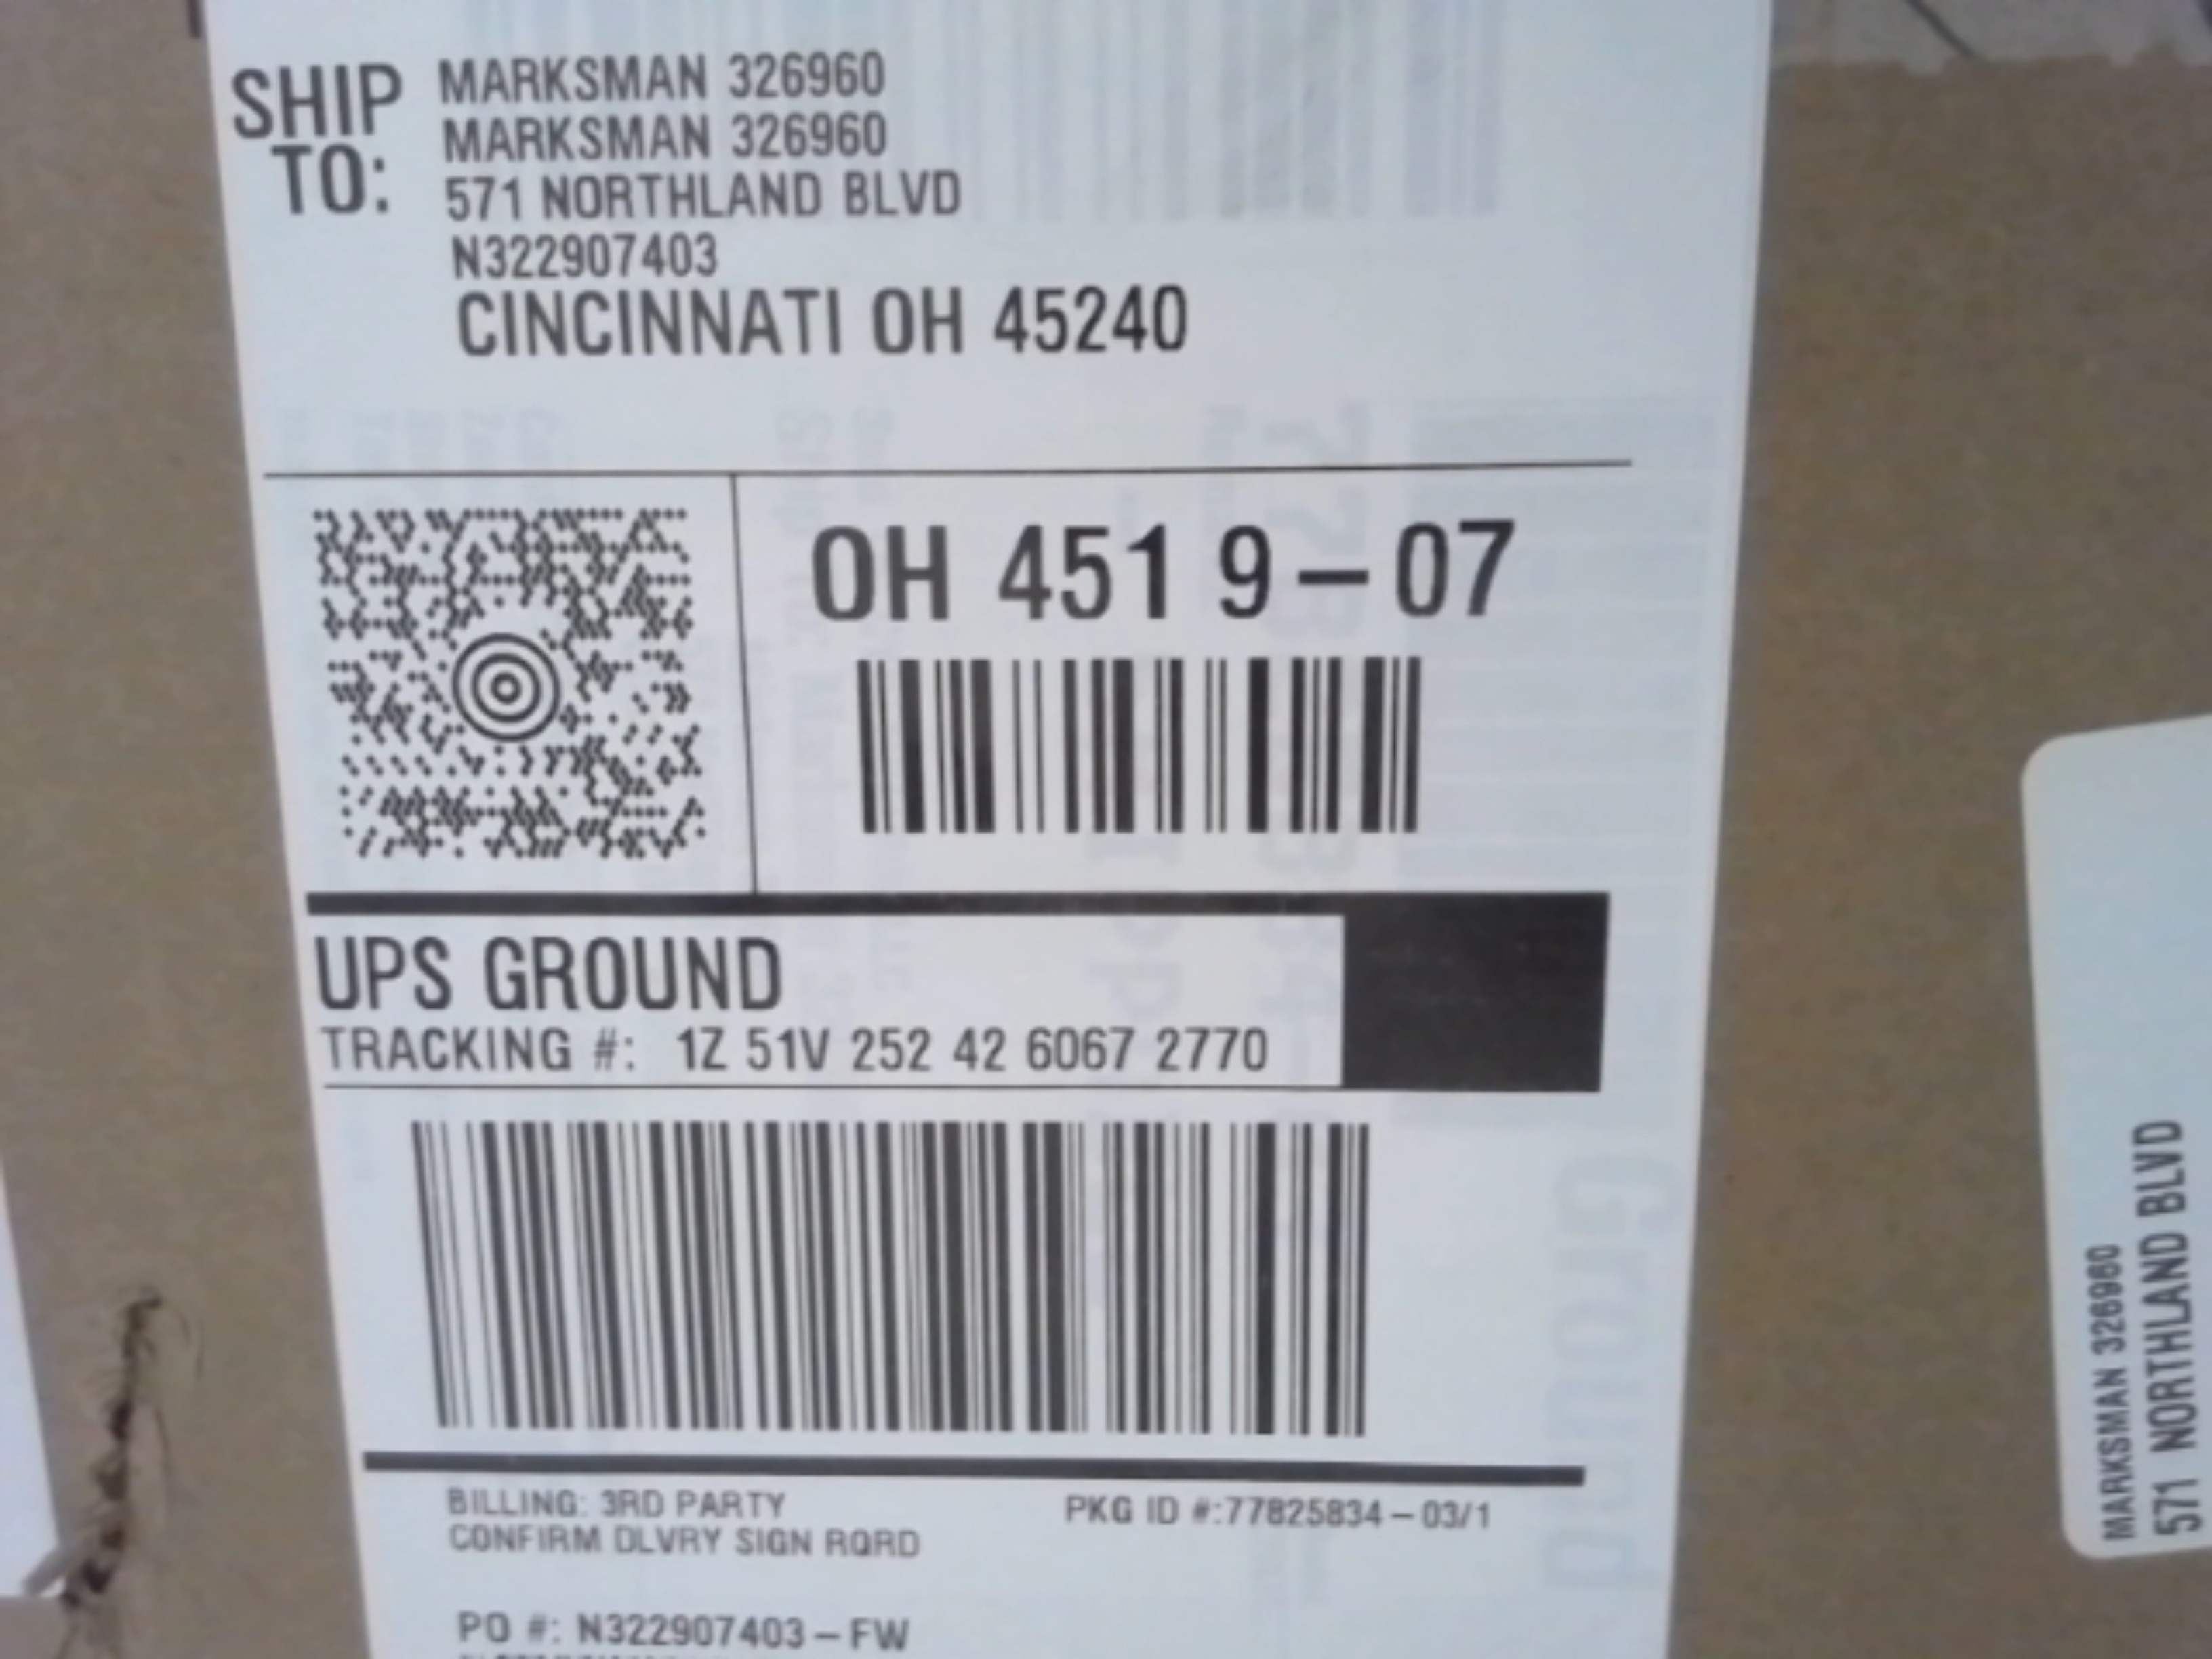 SHIP TO:
MARKSMAN 326960
MARKSMAN 326960
571 NORTHLAND BLVD
N322907403
CINCINNATI OH 45240
OH 451 9-07
UPS GROUND
TRACKING #: 1Z 51V 252 42 6067 2770
BILLING: 3RD PARTY
CONFIRM DLVRY SIGN RQRD
PKG ID #:77825834-03/1
PO #: N322907403-FW
MARKSMAN 326960
571 NORTHLAND BLVD
Ground